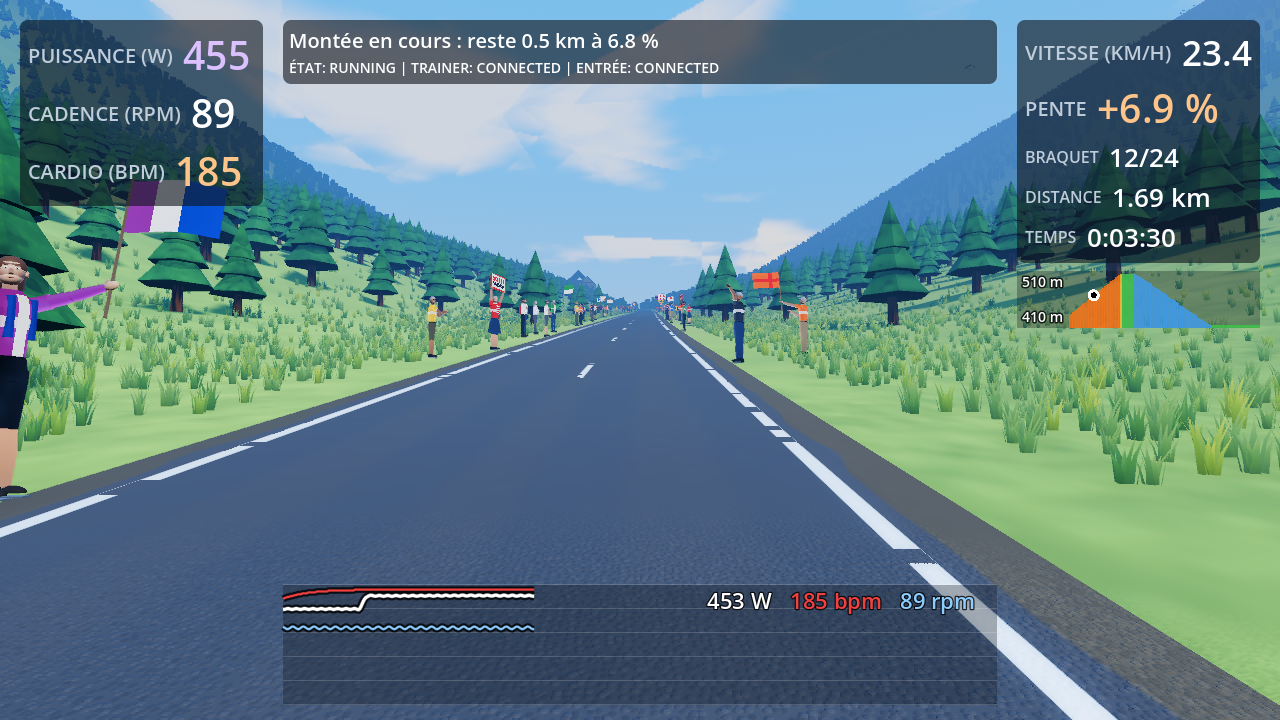 PUISSANCE (W) 455
CADENCE (RPM) 89
CARDIO (BPM) 185
Montée en cours : reste 0.5 km à 6.8 %
ÉTAT: RUNNING | TRAINER: CONNECTED | ENTRÉE: CONNECTED
VITESSE (KM/H) 23.4
PENTE +6.9 %
BRAQUET 12/24
DISTANCE 1.69 km
TEMPS 0:03:30
510 m
410 m
453 W 185 bpm 89 rpm